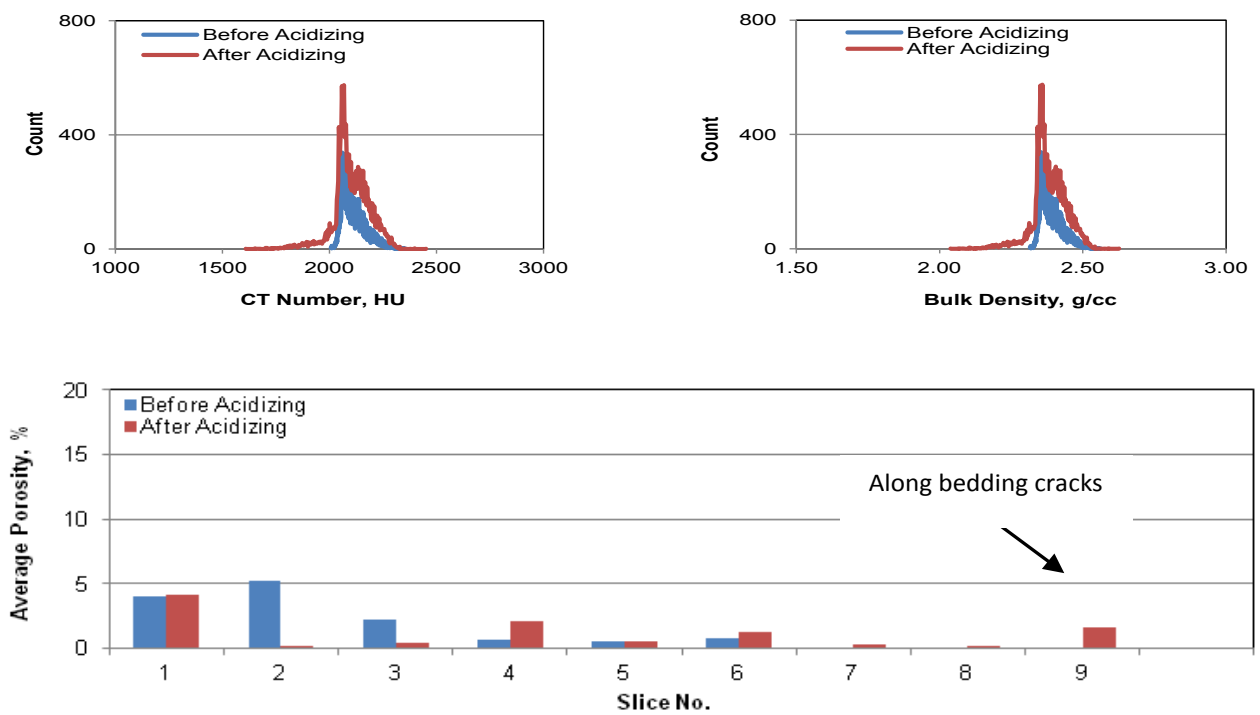 800
Before Acidizing
After Acidizing
Count
400
0
1000
1500
2000
2500
3000
CT Number, HU
800
Before Acidizing
After Acidizing
Count
400
0
1.50
2.00
2.50
3.00
Bulk Density, g/cc
20
Before Acidizing
After Acidizing
15
Along bedding cracks
10
5
0
Average Porosity, %
1
2
3
4
5
6
7
8
9
Slice No.